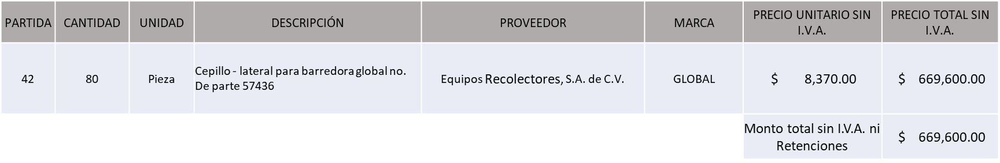 PARTIDA CANTIDAD UNIDAD DESCRIPCIÓN PROVEEDOR MARCA PRECIO UNITARIO SIN I.V.A. PRECIO TOTAL SIN I.V.A.
42 80 Pieza Cepillo - lateral para barredora global no. De parte 57436 Equipos Recolectores, S.A. de C.V. GLOBAL $ 8,370.00 $ 669,600.00
Monto total sin I.V.A. ni Retenciones $ 669,600.00